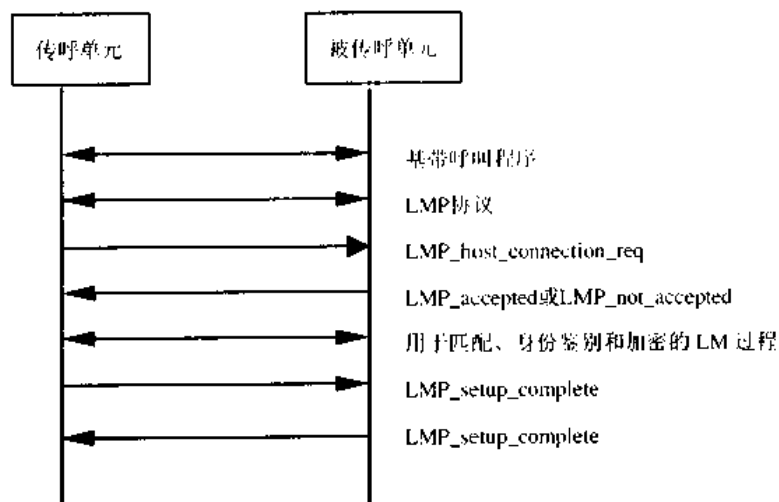 传呼单元
被传呼单元
基带呼叫程序
LMP协议
LMP_host_connection_req
LMP_accepted或LMP_not_accepted
用于匹配、身份鉴别和加密的 LM 过程
LMP_setup_complete
LMP_setup_complete